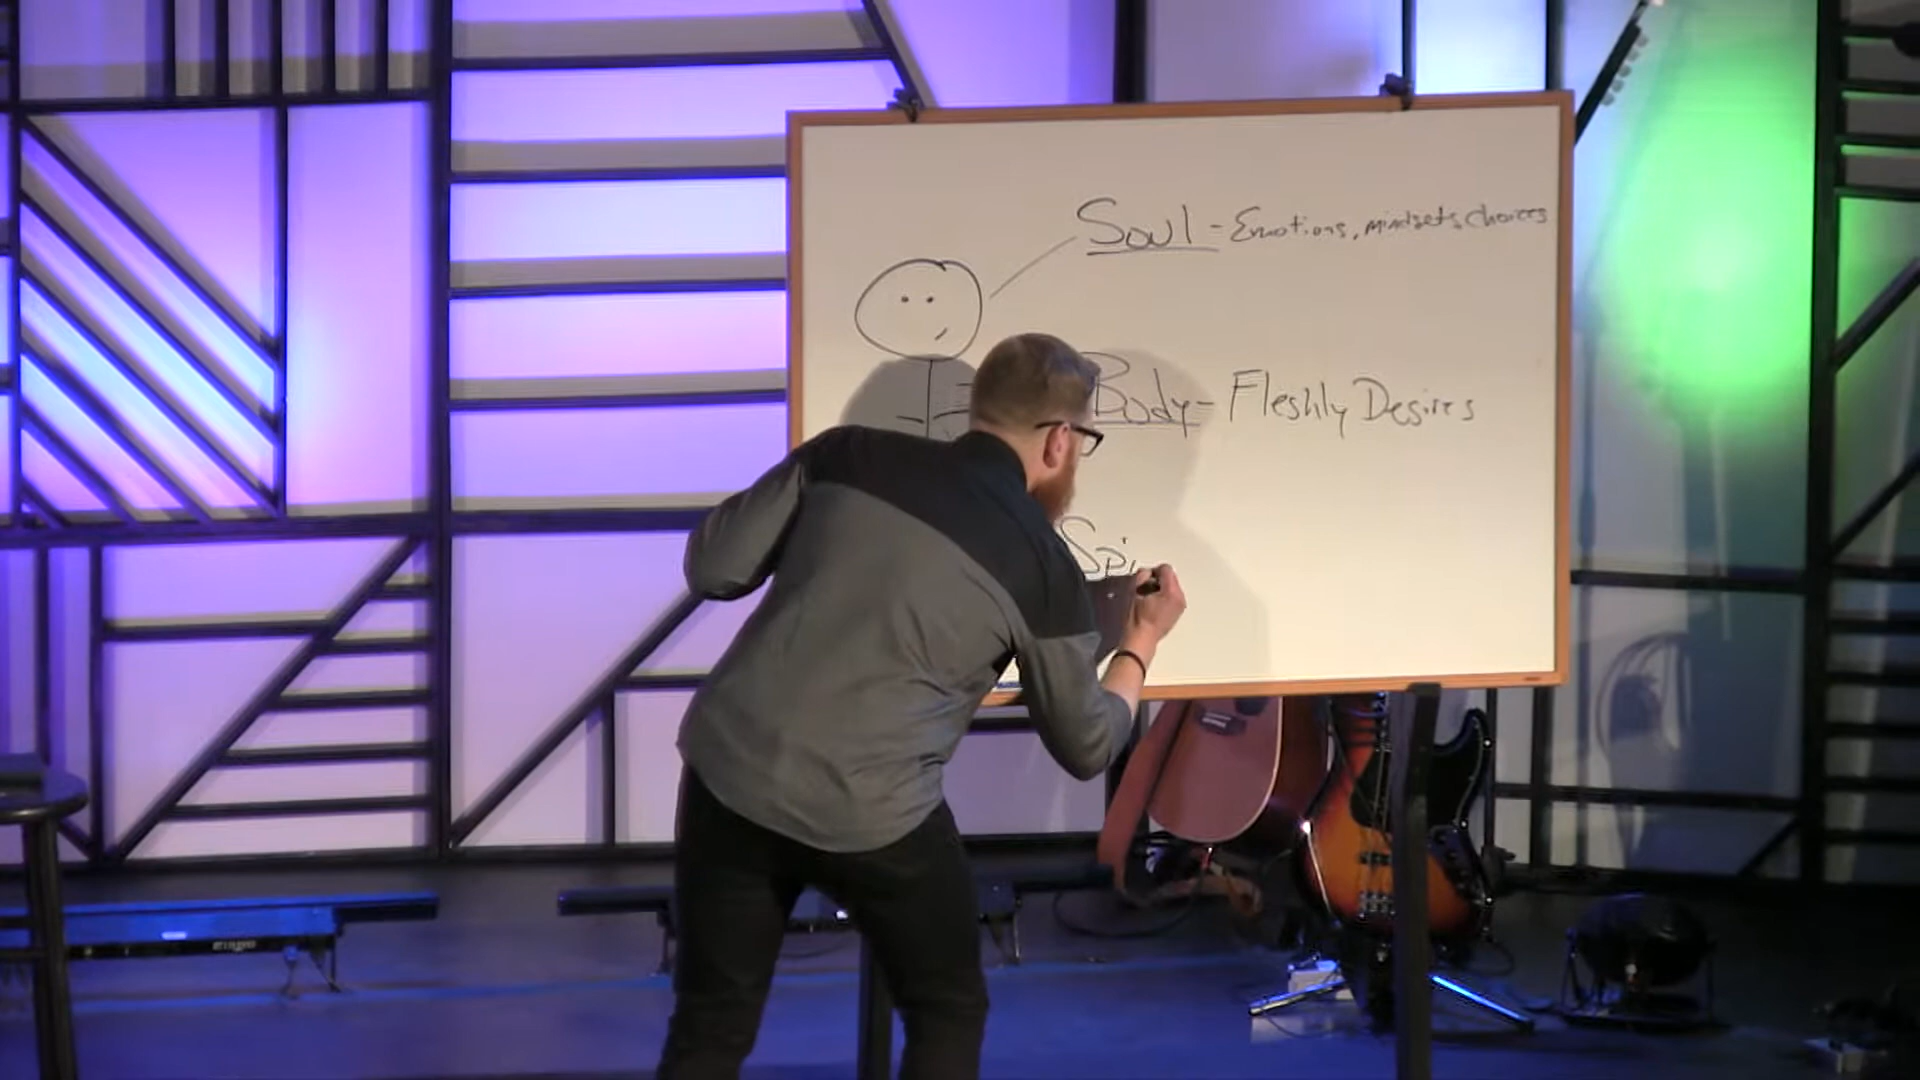 Soul - Emotions, mindsets, choices
Body - Fleshly Desires
Spi